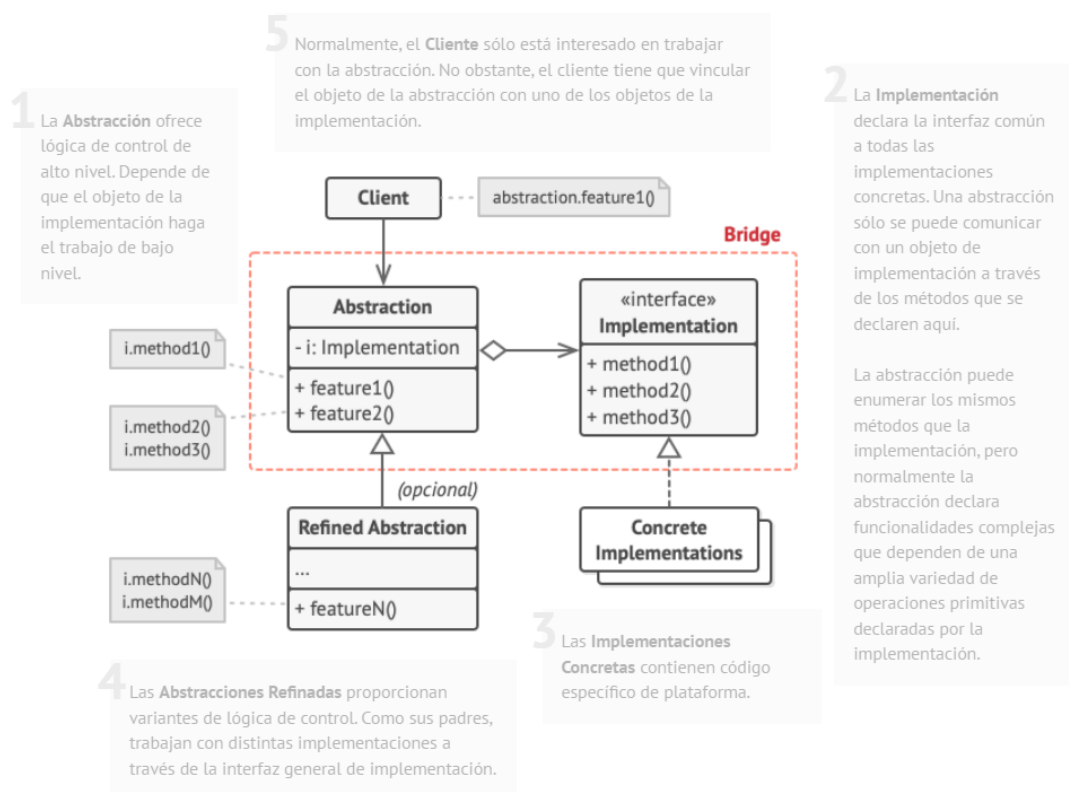 5
Normalmente, el Cliente sólo está interesado en trabajar
con la abstracción. No obstante, el cliente tiene que vincular
el objeto de la abstracción con uno de los objetos de la
implementación.
1
La Abstracción ofrece
lógica de control de
alto nivel. Depende de
que el objeto de la
implementación haga
el trabajo de bajo
nivel.
2
La Implementación
declara la interfaz común
a todas las
implementaciones
concretas. Una abstracción
sólo se puede comunicar
con un objeto de
implementación a través
de los métodos que se
declaren aquí.
La abstracción puede
enumerar los mismos
métodos que la
implementación, pero
normalmente la
abstracción declara
funcionalidades complejas
que dependen de una
amplia variedad de
operaciones primitivas
declaradas por la
implementación.
Client
abstraction.feature1()
Bridge
Abstraction
- i: Implementation
+ feature1()
+ feature2()
i.method1()
i.method2()
i.method3()
«interface»
Implementation
+ method1()
+ method2()
+ method3()
(opcional)
Refined Abstraction
...
+ featureN()
i.methodN()
i.methodM()
Concrete
Implementations
3
Las Implementaciones
Concretas contienen código
específico de plataforma.
4
Las Abstracciones Refinadas proporcionan
variantes de lógica de control. Como sus padres,
trabajan con distintas implementaciones a
través de la interfaz general de implementación.